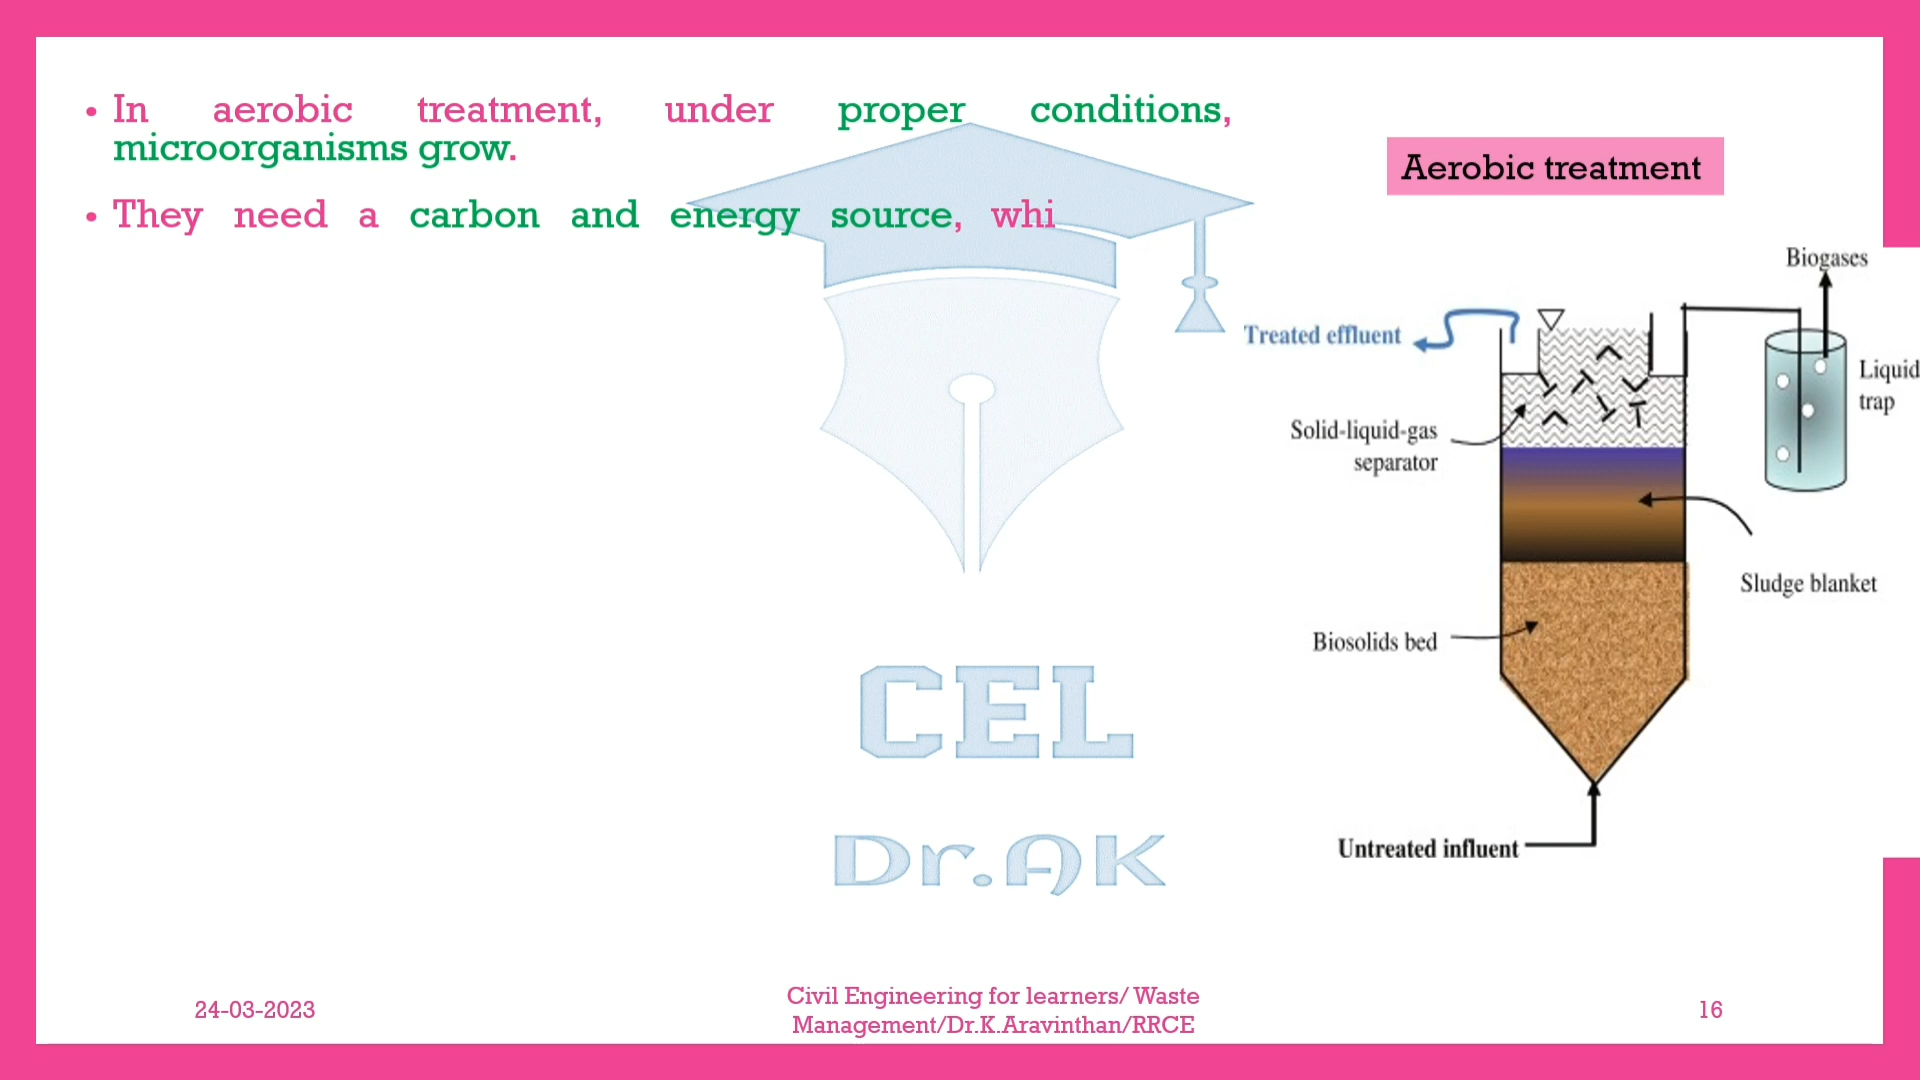 • In aerobic treatment, under proper conditions,
microorganisms grow.
• They need a carbon and energy source, whi
Aerobic treatment
Biogases
Treated effluent
Liquid
trap
Solid-liquid-gas
separator
Sludge blanket
Biosolids bed
Untreated influent
CEL
Dr.AK
24-03-2023
Civil Engineering for learners/ Waste
Management/Dr.K.Aravinthan/RRCE
16